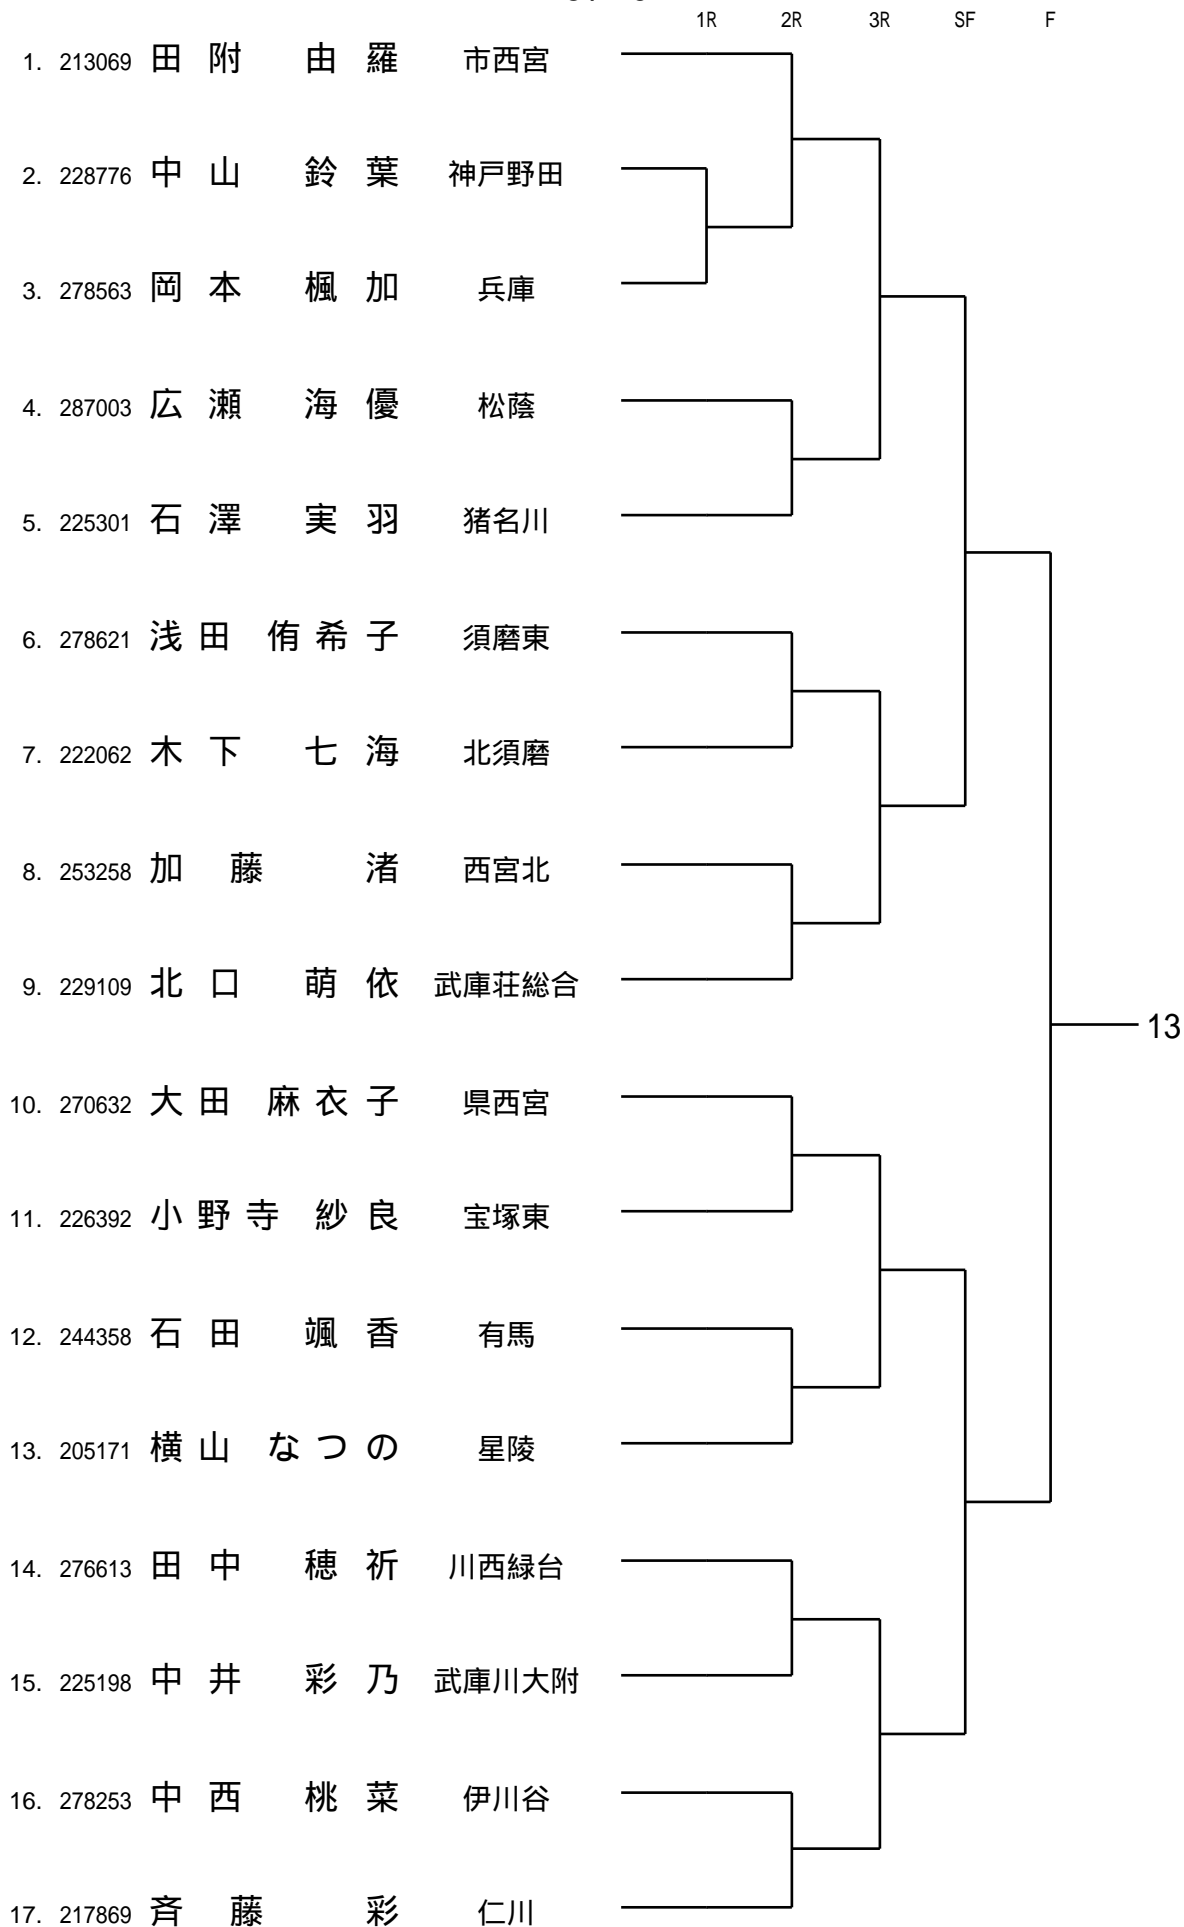 1R 2R 3R SF F
1. 213069 田附 由羅 市西宮
2. 228776 中山 鈴葉 神戸野田
3. 278563 岡本 楓加 兵庫
4. 287003 広瀬 海優 松蔭
5. 225301 石澤 実羽 猪名川
6. 278621 浅田 侑希子 須磨東
7. 222062 木下 七海 北須磨
8. 253258 加藤 渚 西宮北
9. 229109 北口 萌依 武庫荘総合
13
10. 270632 大田 麻衣子 県西宮
11. 226392 小野寺 紗良 宝塚東
12. 244358 石田 颯香 有馬
13. 205171 横山 なつの 星陵
14. 276613 田中 穂祈 川西緑台
15. 225198 中井 彩乃 武庫川大附
16. 278253 中西 桃菜 伊川谷
17. 217869 斉藤 彩 仁川